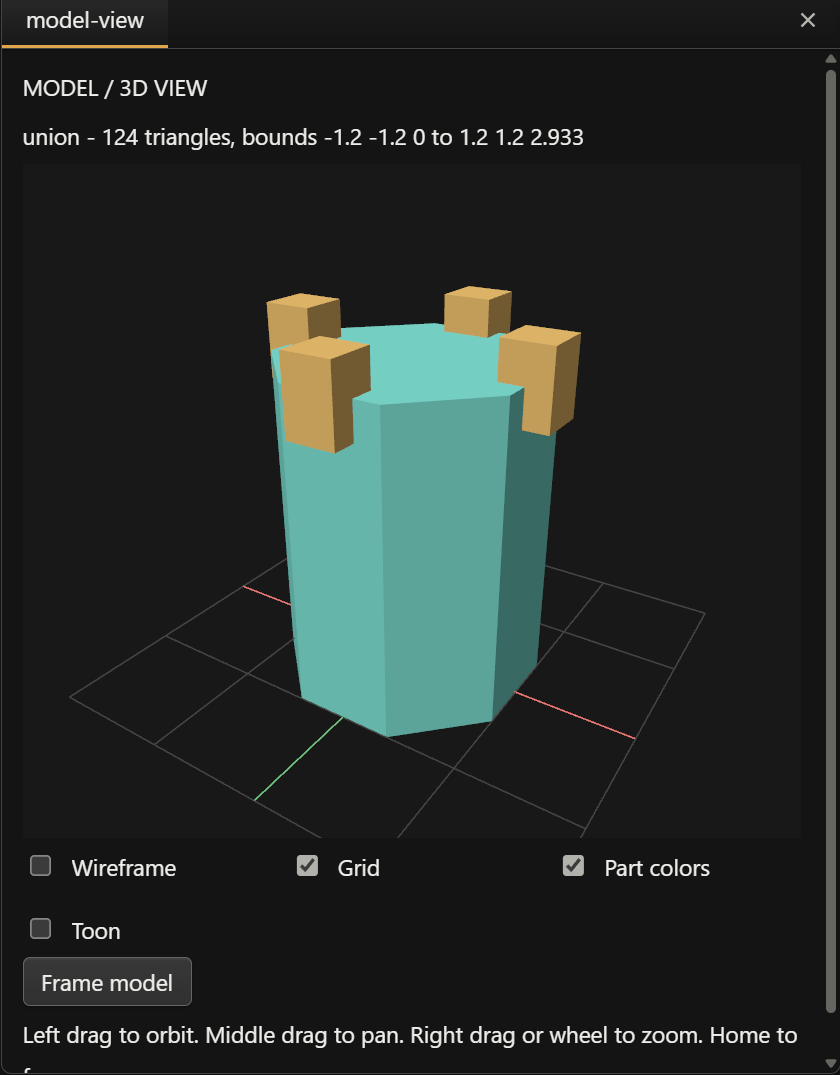 model-view
MODEL / 3D VIEW
union - 124 triangles, bounds -1.2 -1.2 0 to 1.2 1.2 2.933
Wireframe
Grid
Part colors
Toon
Frame model
Left drag to orbit. Middle drag to pan. Right drag or wheel to zoom. Home to